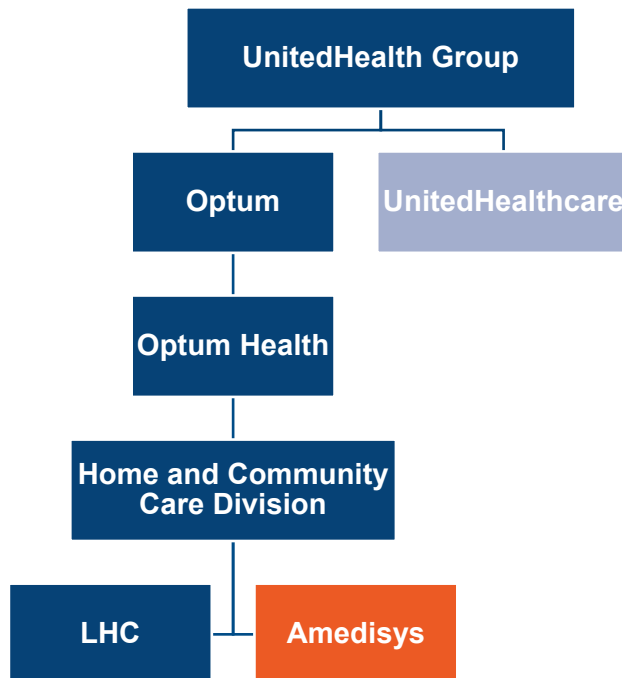 UnitedHealth Group
Optum
UnitedHealthcare
Optum Health
Home and Community
Care Division
LHC
Amedisys